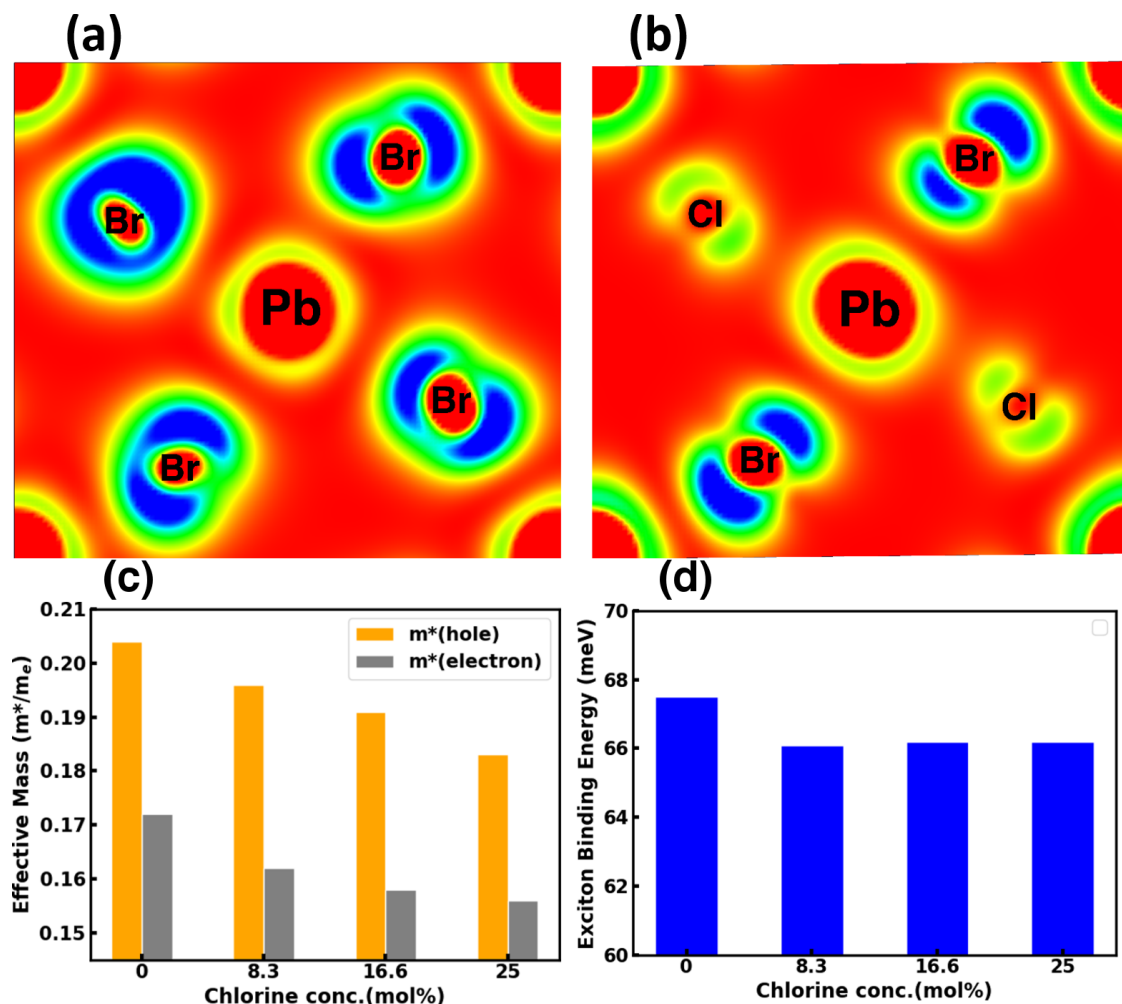 (a)
Br
Br
Pb
Br
Br
(b)
Br
Cl
Pb
Cl
Br
(c)
0.21
0.20
0.19
0.18
0.17
0.16
0.15
Effective Mass (m*/mₑ)
m*(hole)
m*(electron)
0 8.3 16.6 25
Chlorine conc.(mol%)
(d)
70
68
66
64
62
60
Exciton Binding Energy (meV)
0 8.3 16.6 25
Chlorine conc.(mol%)